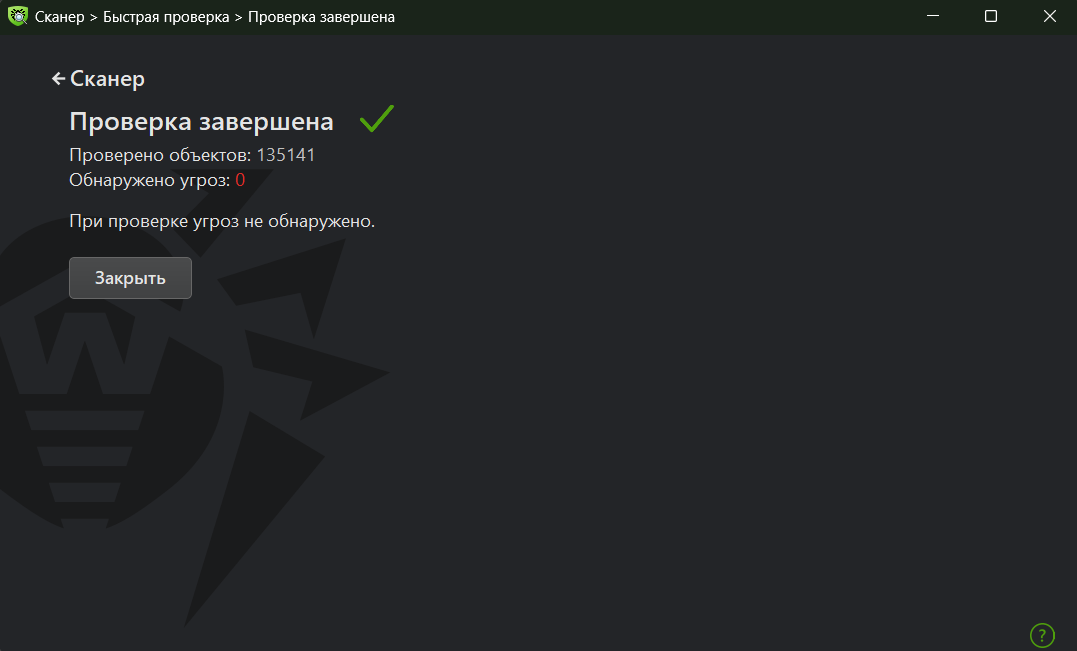 Сканер > Быстрая проверка > Проверка завершена
Сканер
Проверка завершена
Проверено объектов: 135141
Обнаружено угроз: 0
При проверке угроз не обнаружено.
Закрыть
W
?